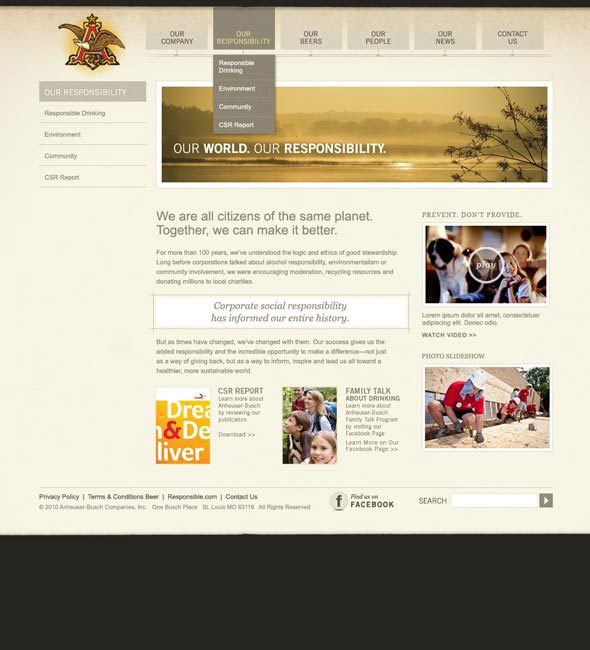 OUR
COMPANY
OUR
RESPONSIBILITY
OUR
BEERS
OUR
PEOPLE
OUR
NEWS
CONTACT
US
Responsible
Drinking
Environment
Community
CSR Report
OUR RESPONSIBILITY
Responsible Drinking
Environment
Community
CSR Report
OUR WORLD. OUR RESPONSIBILITY.
We are all citizens of the same planet.
Together, we can make it better.
For more than 100 years, we've understood the logic and ethics of good stewardship.
Long before corporations talked about alcohol responsibility, environmentalism or
community involvement, we were encouraging moderation, recycling resources and
donating millions to local charities.
Corporate social responsibility
has informed our entire history.
But as times have changed, we've changed with them. Our success gives us the
added responsibility and the incredible opportunity to make a difference—not just
as a way of giving back, but as a way to inform, inspire and lead us all toward a
healthier, more sustainable world.
Drea
&De
liver
CSR REPORT
Learn more about
Anheuser-Busch
by reviewing our
publication.
Download >>
FAMILY TALK
ABOUT DRINKING
Learn more about
Anheuser-Busch
Family Talk Program
by visiting our
Facebook Page
Learn More on Our
Facebook Page >>
PREVENT. DON'T PROVIDE.
play
Lorem ipsum dolor sit amet, consectetuer
adipiscing elit. Donec odio.
WATCH VIDEO >>
PHOTO SLIDESHOW
Privacy Policy | Terms & Conditions Beer | Responsible.com | Contact Us
© 2010 Anheuser-Busch Companies, Inc. One Busch Place St. Louis MO 63118 All Rights Reserved
f
Find us on
FACEBOOK
SEARCH